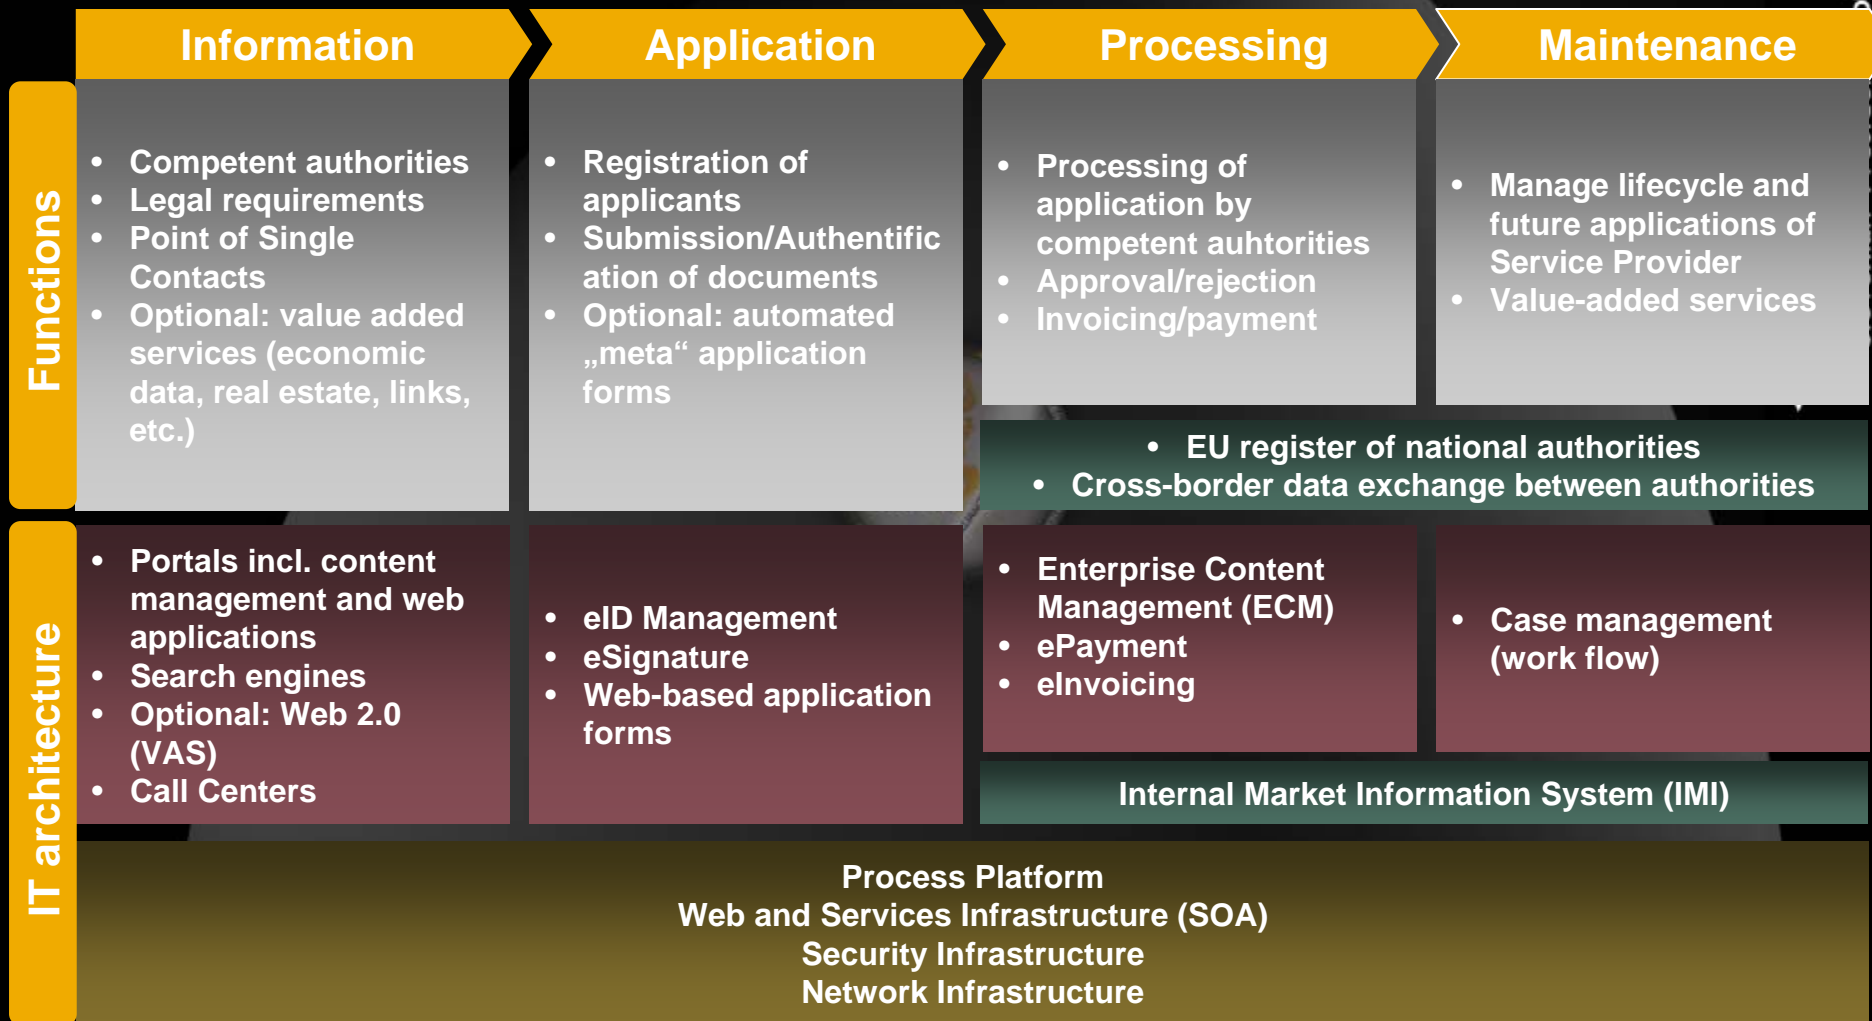 Information
Application
Processing
Maintenance
Functions
• Competent authorities
• Legal requirements
• Point of Single
Contacts
• Optional: value added
services (economic
data, real estate, links,
etc.)
• Registration of
applicants
• Submission/Authentific
ation of documents
• Optional: automated
„meta“ application
forms
• Processing of
application by
competent auhtorities
• Approval/rejection
• Invoicing/payment
• Manage lifecycle and
future applications of
Service Provider
• Value-added services
• EU register of national authorities
• Cross-border data exchange between authorities
IT architecture
• Portals incl. content
management and web
applications
• Search engines
• Optional: Web 2.0
(VAS)
• Call Centers
• eID Management
• eSignature
• Web-based application
forms
• Enterprise Content
Management (ECM)
• ePayment
• eInvoicing
• Case management
(work flow)
Internal Market Information System (IMI)
Process Platform
Web and Services Infrastructure (SOA)
Security Infrastructure
Network Infrastructure